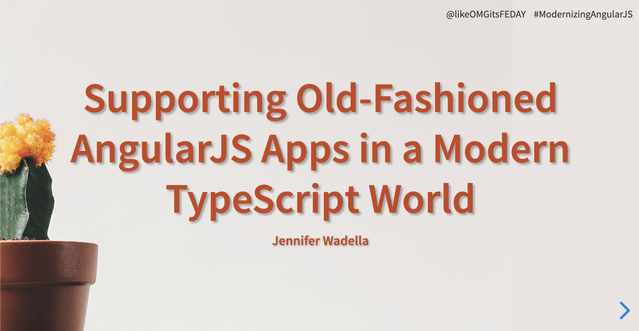 @likeOMGitsFEDAY #ModernizingAngularJS
Supporting Old-Fashioned
AngularJS Apps in a Modern
TypeScript World
Jennifer Wadella